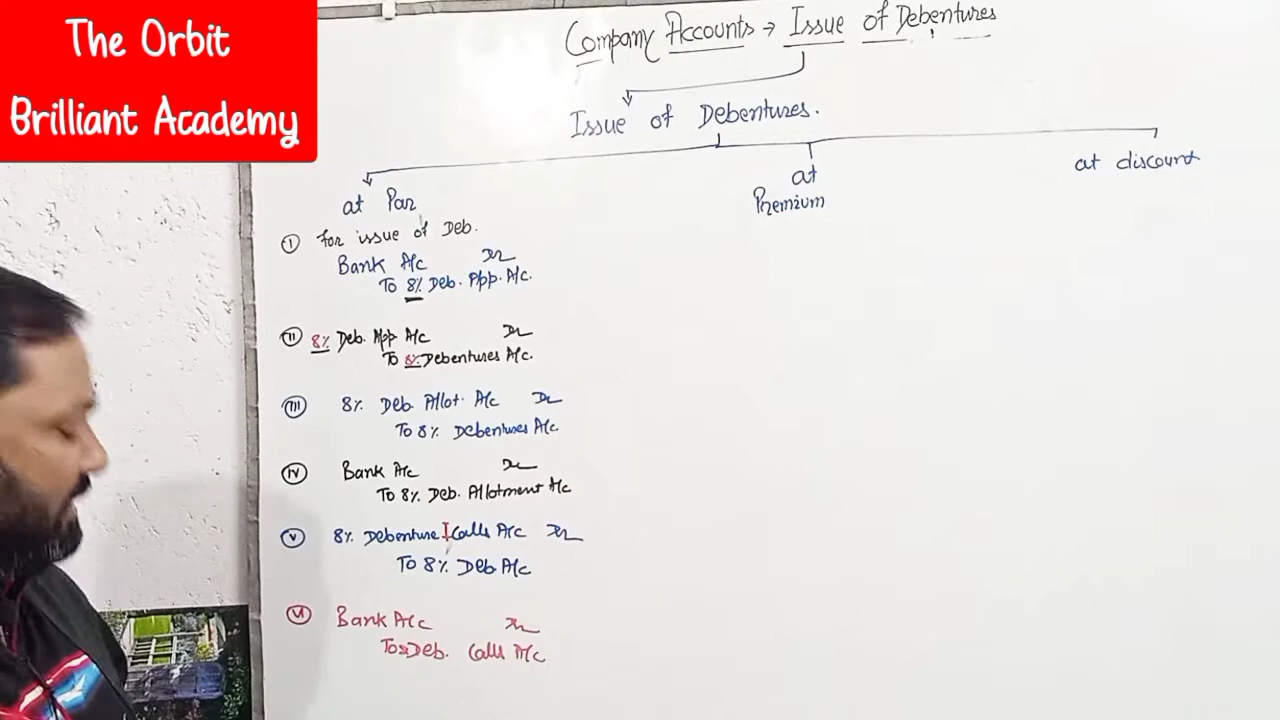 The Orbit
Brilliant Academy
Company Accounts → Issue of Debentures
Issue of Debentures.
at Par
at
Premium
at discount
I for issue of Deb.
Bank A/c Dr
To 8% Deb. App. A/c.
II 8% Deb. App A/c Dr
To 8% Debentures A/c.
III 8% Deb. Allot. A/c Dr
To 8% Debentures A/c
IV Bank A/c Dr
To 8% Deb. Allotment A/c
V 8% Debenture I Calls A/c Dr
To 8% Deb A/c
VI Bank A/c Dr
To Deb. Calls A/c